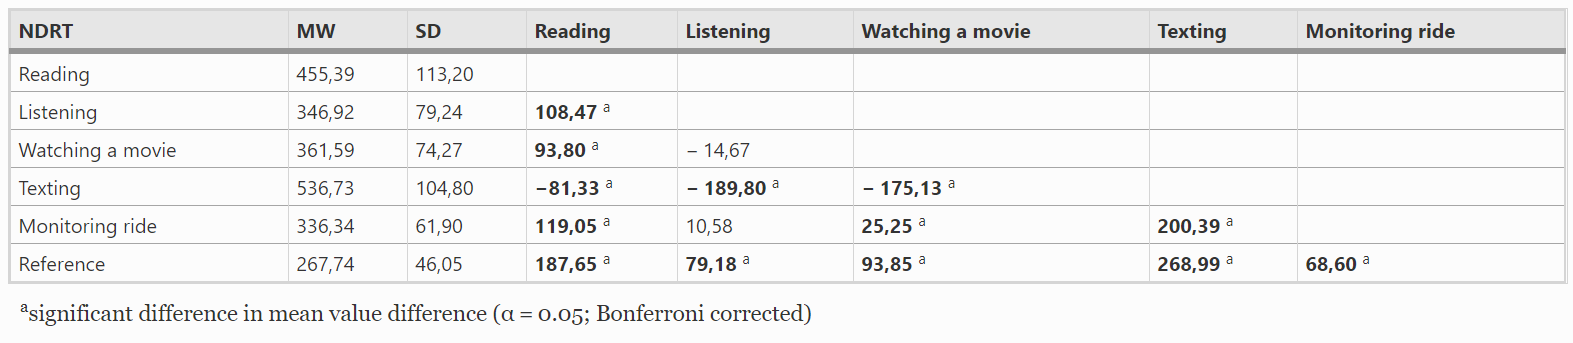 NDRT MW SD Reading Listening Watching a movie Texting Monitoring ride
Reading 455,39 113,20
Listening 346,92 79,24 108,47 a
Watching a movie 361,59 74,27 93,80 a − 14,67
Texting 536,73 104,80 −81,33 a − 189,80 a − 175,13 a
Monitoring ride 336,34 61,90 119,05 a 10,58 25,25 a 200,39 a
Reference 267,74 46,05 187,65 a 79,18 a 93,85 a 268,99 a 68,60 a
asignificant difference in mean value difference (α = 0.05; Bonferroni corrected)